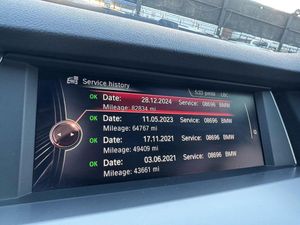 Service history
OK Date: 28.12.2024 Service: 08696 BMW
Mileage: 82834 mi
OK Date: 11.05.2023 Service: 08696 BMW
Mileage: 64767 mi
OK Date: 17.11.2021 Service: 08696 BMW
Mileage: 49409 mi
OK Date: 03.06.2021 Service: 08696 BMW
Mileage: 43661 mi